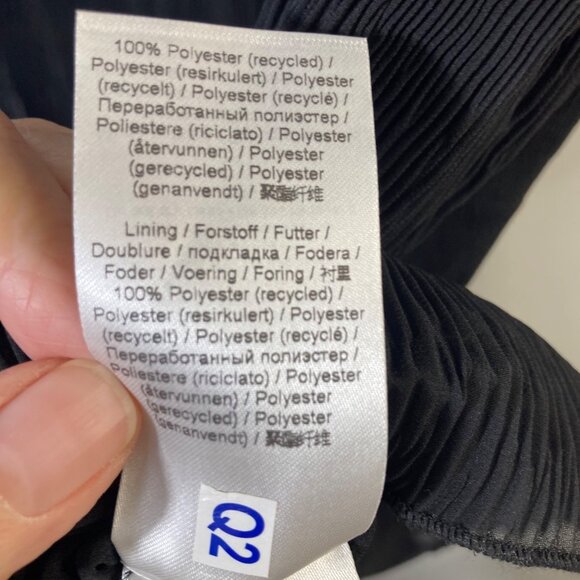 100% Polyester (recycled) /
Polyester (resirkulert) / Polyester
(recycelt) / Polyester (recyclé) /
Переработанный полиэстер /
Poliestere (riciclato) / Polyester
(återvunnen) / Polyester
(gerecycled) / Polyester
(genanvendt) / 聚酯纤维
Lining / Forstoff / Futter /
Doublure / подкладка / Fodera /
Foder / Voering / Foring / 衬里
100% Polyester (recycled) /
Polyester (resirkulert) / Polyester
(recycelt) / Polyester (recyclé) /
Переработанный полиэстер /
Poliestere (riciclato) / Polyester
(återvunnen) / Polyester
(gerecycled) / Polyester
(genanvendt) / 聚酯纤维
Q2